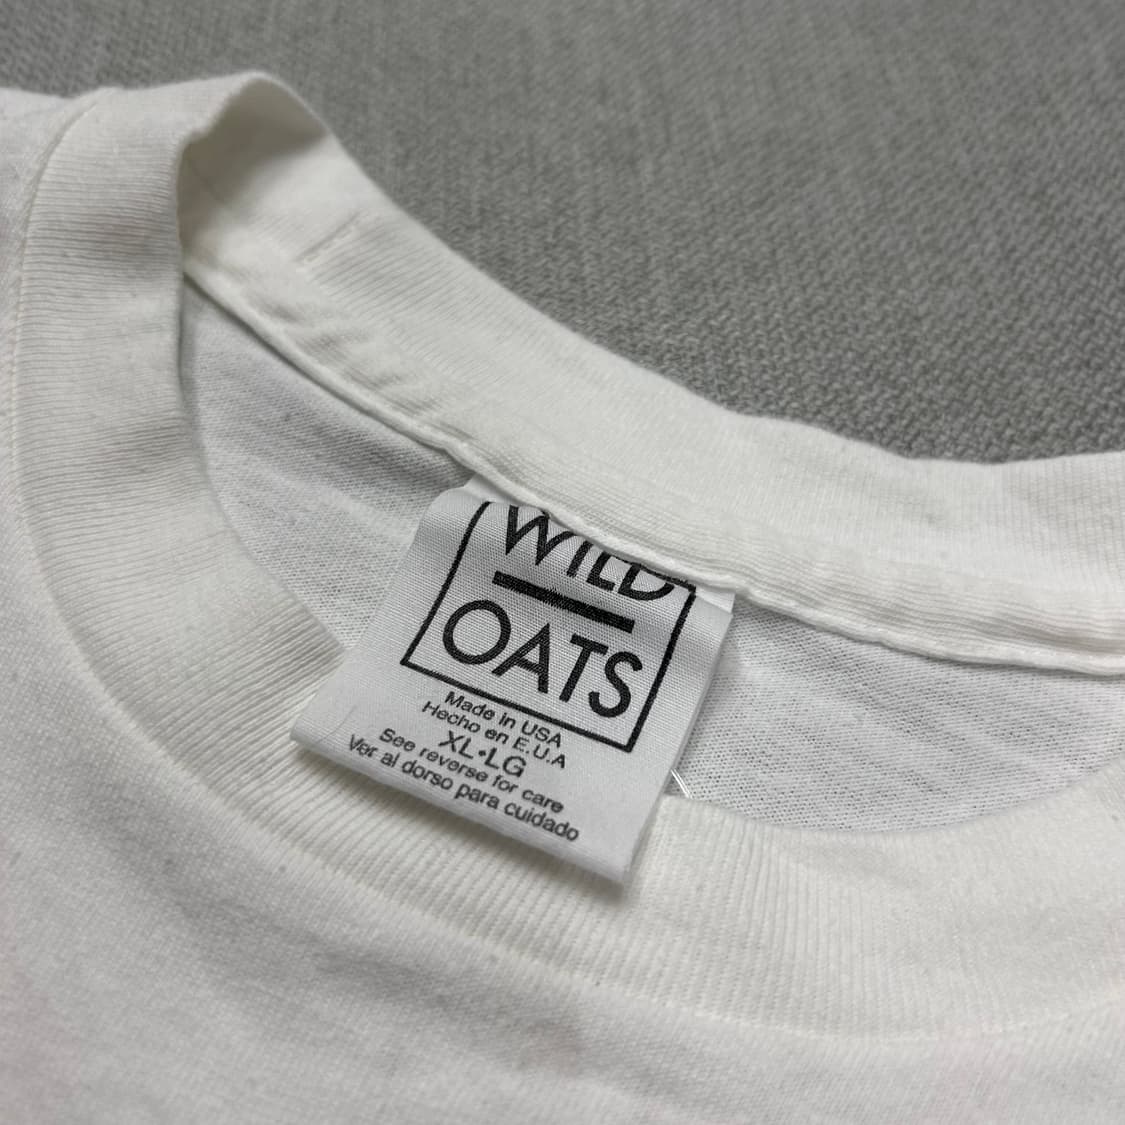 WILD
OATS
Made in USA
Hecho en E.U.A
XL•LG
See reverse for care
Ver al dorso para cuidado